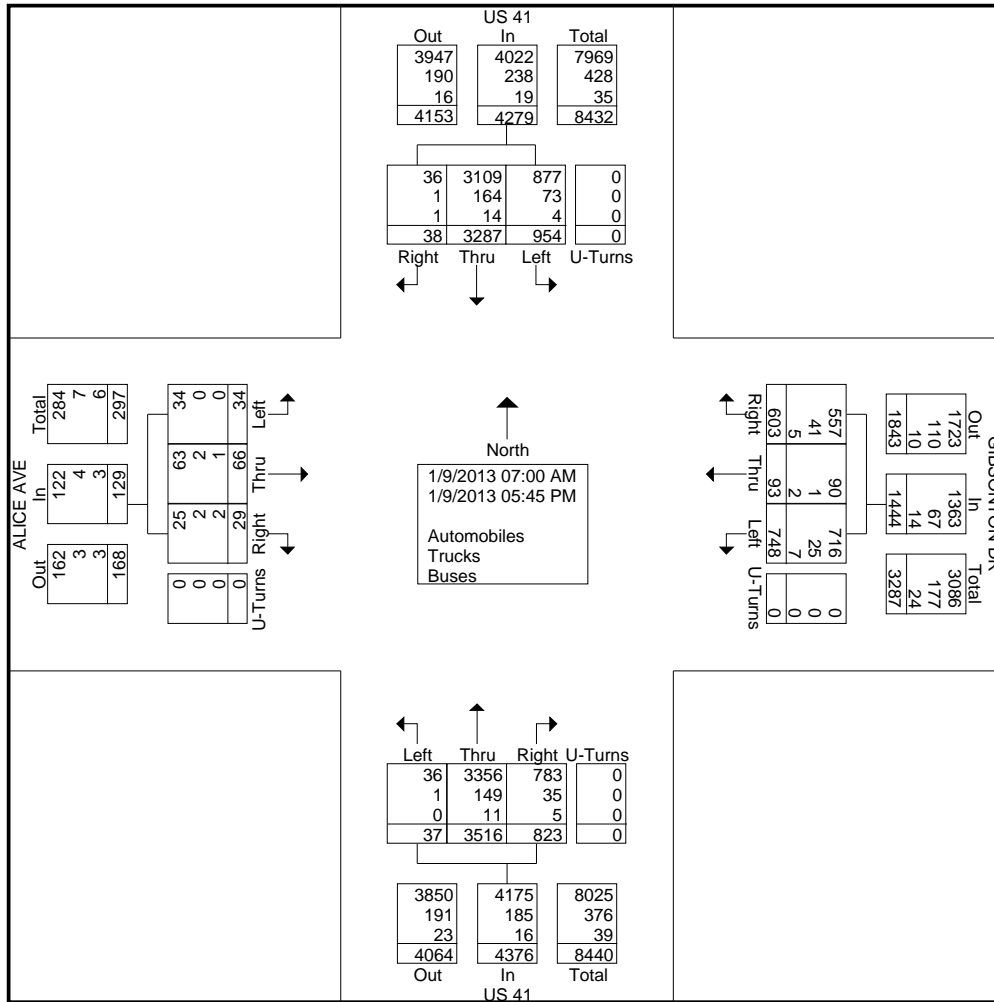 US 41
Out In Total
3947 4022 7969
190 238 428
16 19 35
4153 4279 8432
36 3109 877 0
1 164 73 0
1 14 4 0
38 3287 954 0
Right Thru Left U-Turns
ALICE AVE
Total In Out
284 122 162
7 4 3
6 3 3
297 129 168
34 63 25 0
0 2 2 0
0 1 2 0
34 66 29 0
Left Thru Right U-Turns
North
1/9/2013 07:00 AM
1/9/2013 05:45 PM
Automobiles
Trucks
Buses
GIBSONTON DR
Out In Total
1723 1363 3086
110 67 177
10 14 24
1843 1444 3287
557 90 716 0
41 1 25 0
5 2 7 0
603 93 748 0
Right Thru Left U-Turns
Left Thru Right U-Turns
36 3356 783 0
1 149 35 0
0 11 5 0
37 3516 823 0
3850 4175 8025
191 185 376
23 16 39
4064 4376 8440
Out In Total
US 41